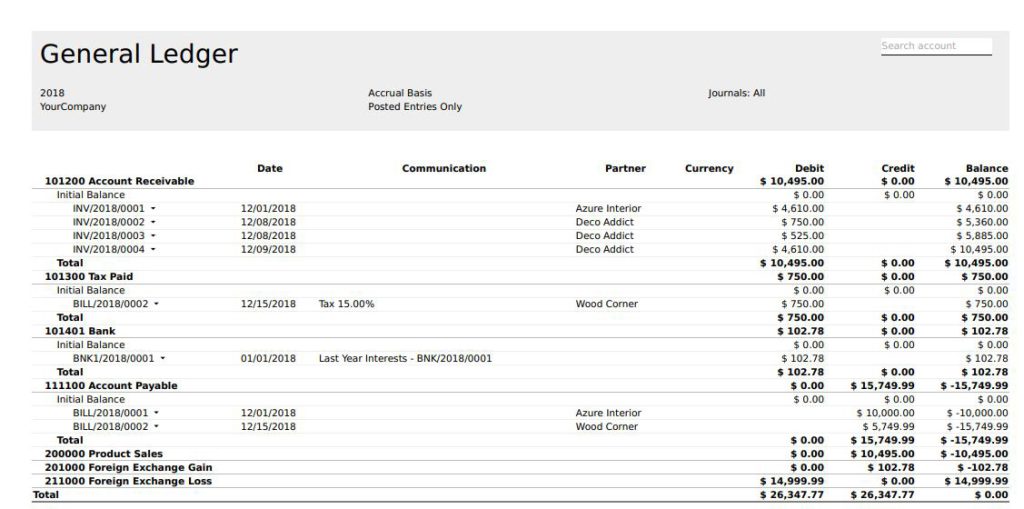 General Ledger Search account
2018 Accrual Basis Journals: All
YourCompany Posted Entries Only
Date Communication Partner Currency Debit Credit Balance
101200 Account Receivable $ 10,495.00 $ 0.00 $ 10,495.00
Initial Balance $ 0.00 $ 0.00 $ 0.00
INV/2018/0001 12/01/2018 Azure Interior $ 4,610.00 $ 4,610.00
INV/2018/0002 12/08/2018 Deco Addict $ 750.00 $ 5,360.00
INV/2018/0003 12/08/2018 Deco Addict $ 525.00 $ 5,885.00
INV/2018/0004 12/09/2018 Deco Addict $ 4,610.00 $ 10,495.00
Total $ 10,495.00 $ 0.00 $ 10,495.00
101300 Tax Paid $ 750.00 $ 0.00 $ 750.00
Initial Balance $ 0.00 $ 0.00 $ 0.00
BILL/2018/0002 12/15/2018 Tax 15.00% Wood Corner $ 750.00 $ 750.00
Total $ 750.00 $ 0.00 $ 750.00
101401 Bank $ 102.78 $ 0.00 $ 102.78
Initial Balance $ 0.00 $ 0.00 $ 0.00
BNK1/2018/0001 01/01/2018 Last Year Interests - BNK/2018/0001 $ 102.78 $ 102.78
Total $ 102.78 $ 0.00 $ 102.78
111100 Account Payable $ 0.00 $ 15,749.99 $ -15,749.99
Initial Balance $ 0.00 $ 0.00 $ 0.00
BILL/2018/0001 12/01/2018 Azure Interior $ 10,000.00 $ -10,000.00
BILL/2018/0002 12/15/2018 Wood Corner $ 5,749.99 $ -15,749.99
Total $ 0.00 $ 15,749.99 $ -15,749.99
200000 Product Sales $ 0.00 $ 10,495.00 $ -10,495.00
201000 Foreign Exchange Gain $ 0.00 $ 102.78 $ -102.78
211000 Foreign Exchange Loss $ 14,999.99 $ 0.00 $ 14,999.99
Total $ 26,347.77 $ 26,347.77 $ 0.00